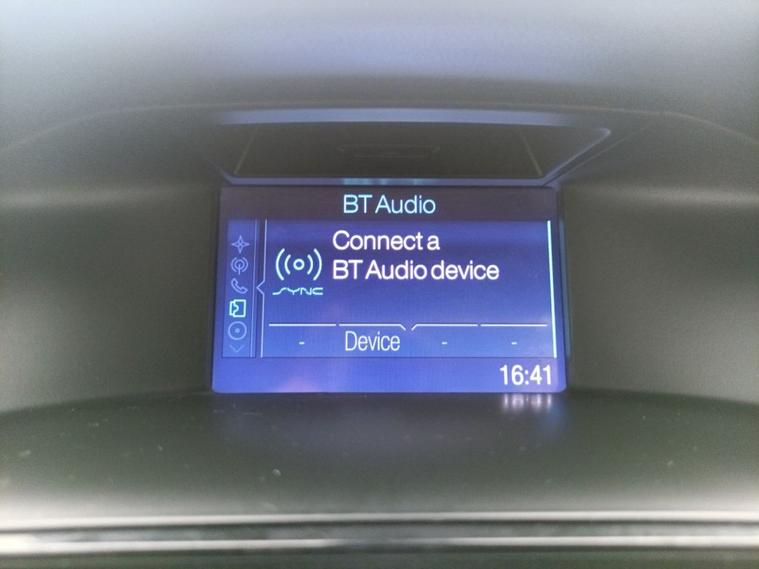 BT Audio
Connect a
BT Audio device
SYNC
- Device - -
16:41